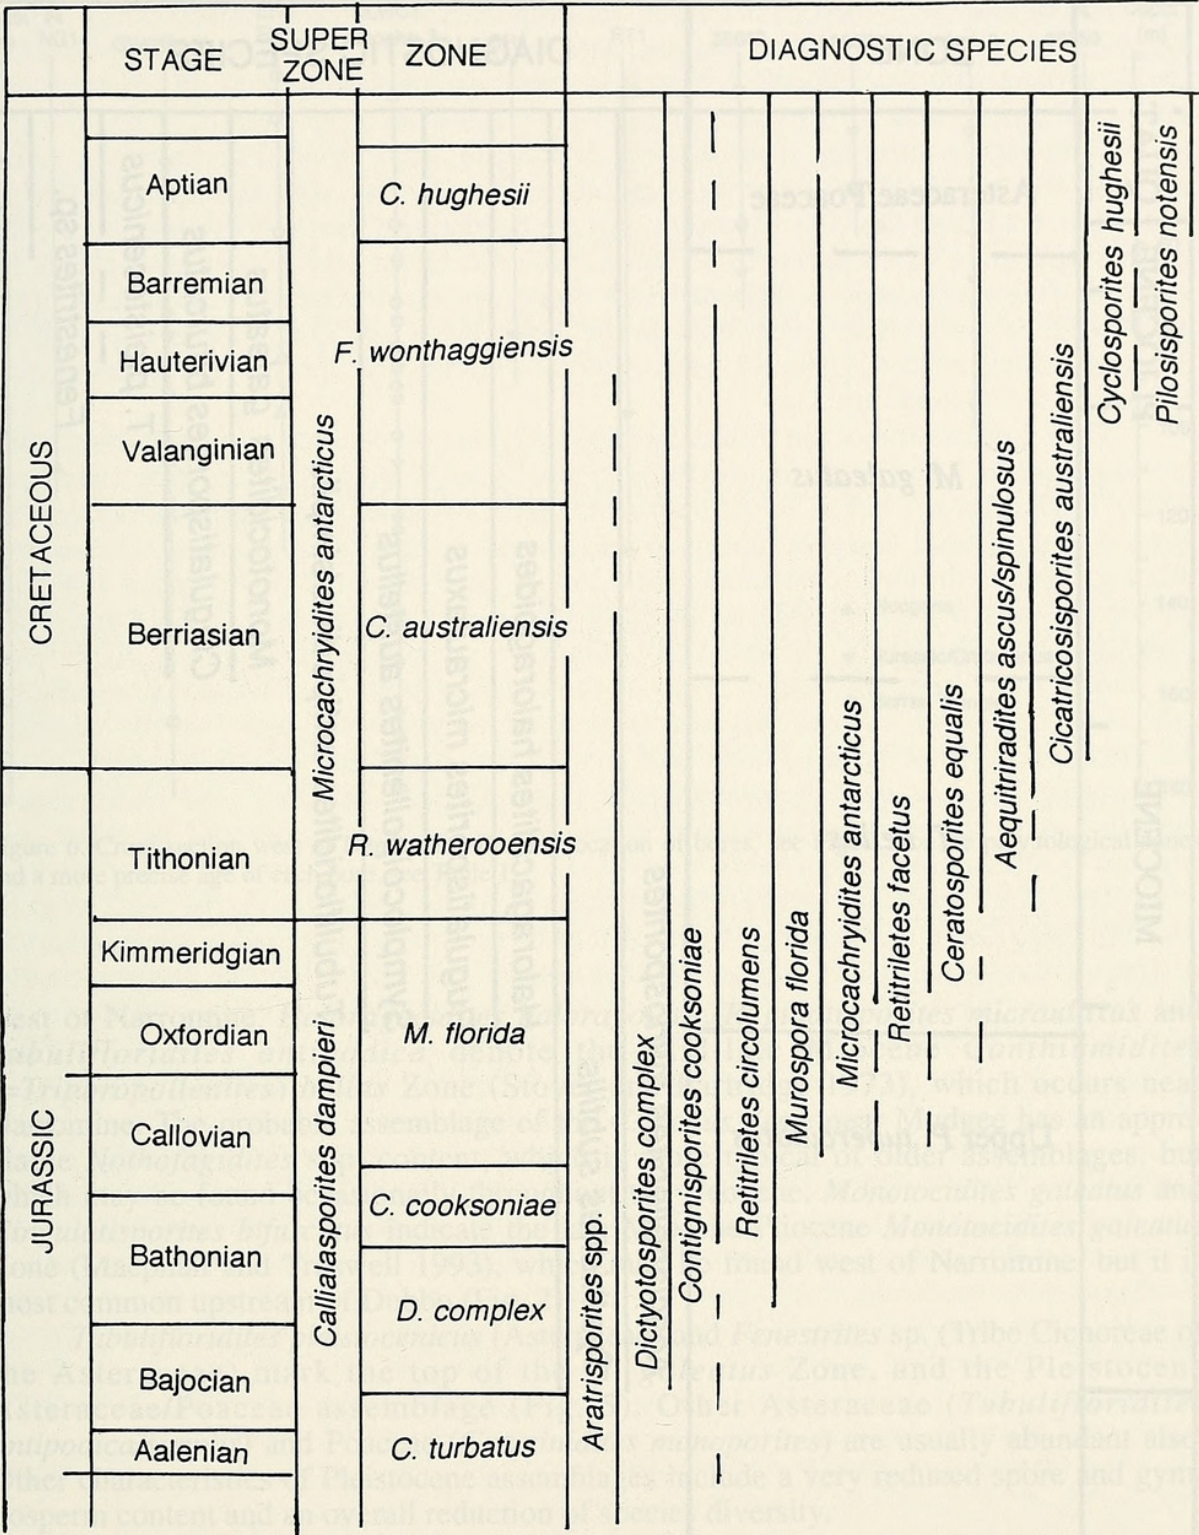 STAGE
SUPER
ZONE
ZONE
DIAGNOSTIC SPECIES
CRETACEOUS
JURASSIC
Aptian
Barremian
Hauterivian
Valanginian
Berriasian
Tithonian
Kimmeridgian
Oxfordian
Callovian
Bathonian
Bajocian
Aalenian
Microcachryidites antarcticus
Callialasporites dampieri
C. hughesii
F. wonthaggiensis
C. australiensis
R. watherooensis
M. florida
C. cooksoniae
D. complex
C. turbatus
Aratrisporites spp.
Dictyotosporites complex
Contignisporites cooksoniae
Retitriletes circolumens
Murospora florida
Microcachryidites antarcticus
Retitriletes facetus
Ceratosporites equalis
Aequitriradites ascus/spinulosus
Cicatricosisporites australiensis
Cyclosporites hughesii
Pilosisporites notensis